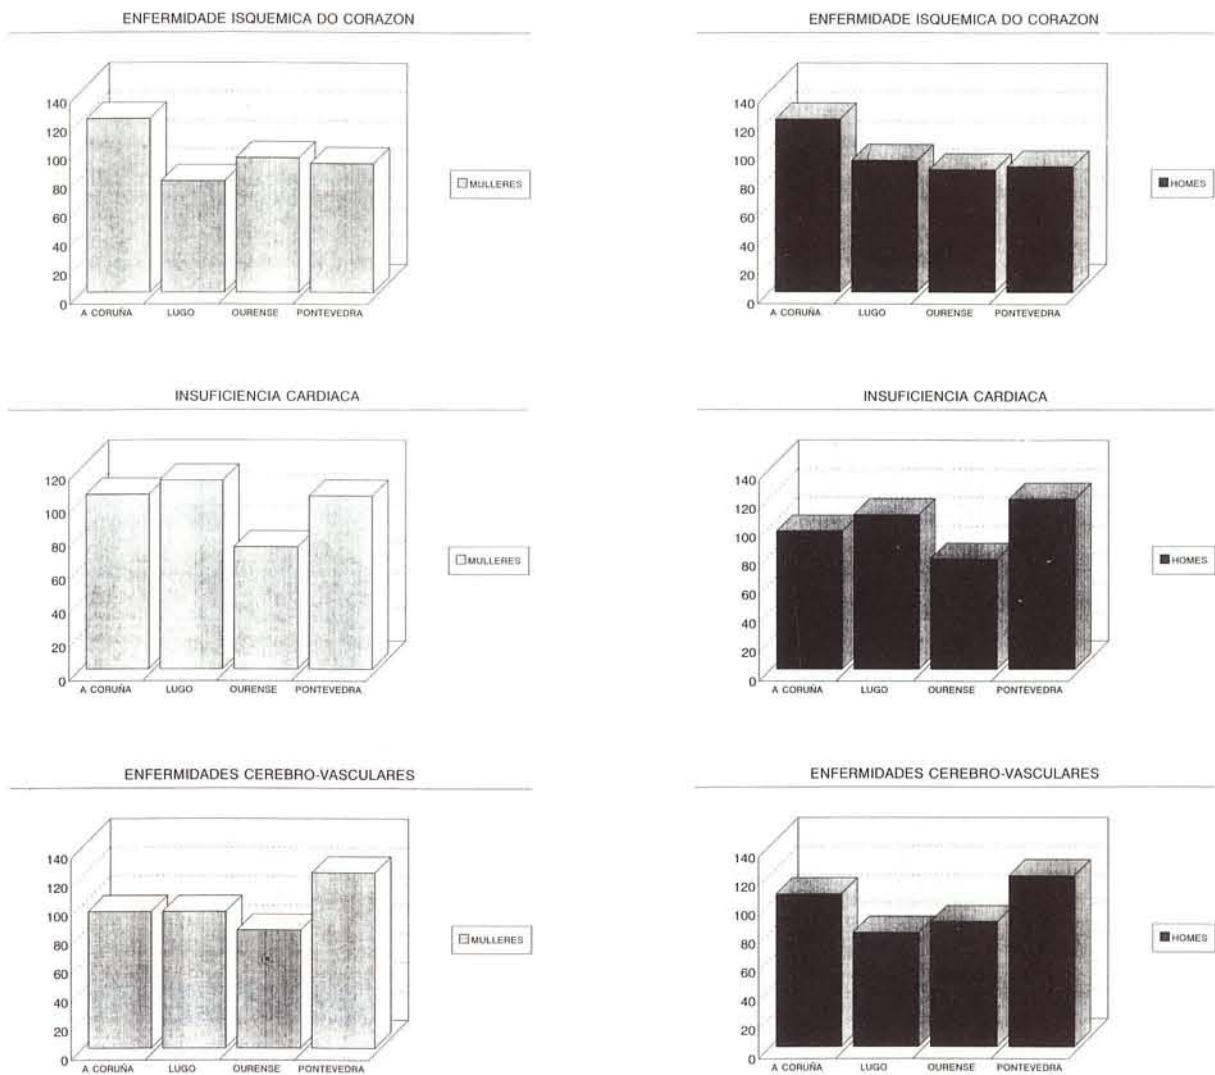 ENFERMIDADE ISQUEMICA DO CORAZON
140
120
100
80
60
40
20
0
A CORUÑA LUGO OURENSE PONTEVEDRA
MULLERES
ENFERMIDADE ISQUEMICA DO CORAZON
140
120
100
80
60
40
20
0
A CORUÑA LUGO OURENSE PONTEVEDRA
HOMES
INSUFICIENCIA CARDIACA
120
100
80
60
40
20
0
A CORUÑA LUGO OURENSE PONTEVEDRA
MULLERES
INSUFICIENCIA CARDIACA
140
120
100
80
60
40
20
0
A CORUÑA LUGO OURENSE PONTEVEDRA
HOMES
ENFERMIDADES CEREBRO-VASCULARES
140
120
100
80
60
40
20
0
A CORUÑA LUGO OURENSE PONTEVEDRA
MULLERES
ENFERMIDADES CEREBRO-VASCULARES
140
120
100
80
60
40
20
0
A CORUÑA LUGO OURENSE PONTEVEDRA
HOMES